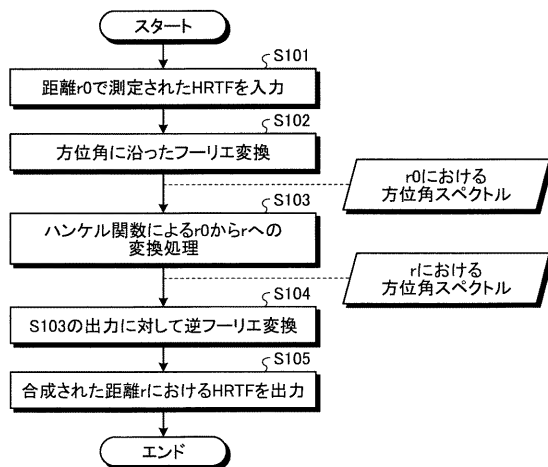 スタート
S101
距離r0で測定されたHRTFを入力
S102
方位角に沿ったフーリエ変換
r0における
方位角スペクトル
S103
ハンケル関数によるr0からrへの
変換処理
rにおける
方位角スペクトル
S104
S103の出力に対して逆フーリエ変換
S105
合成された距離rにおけるHRTFを出力
エンド